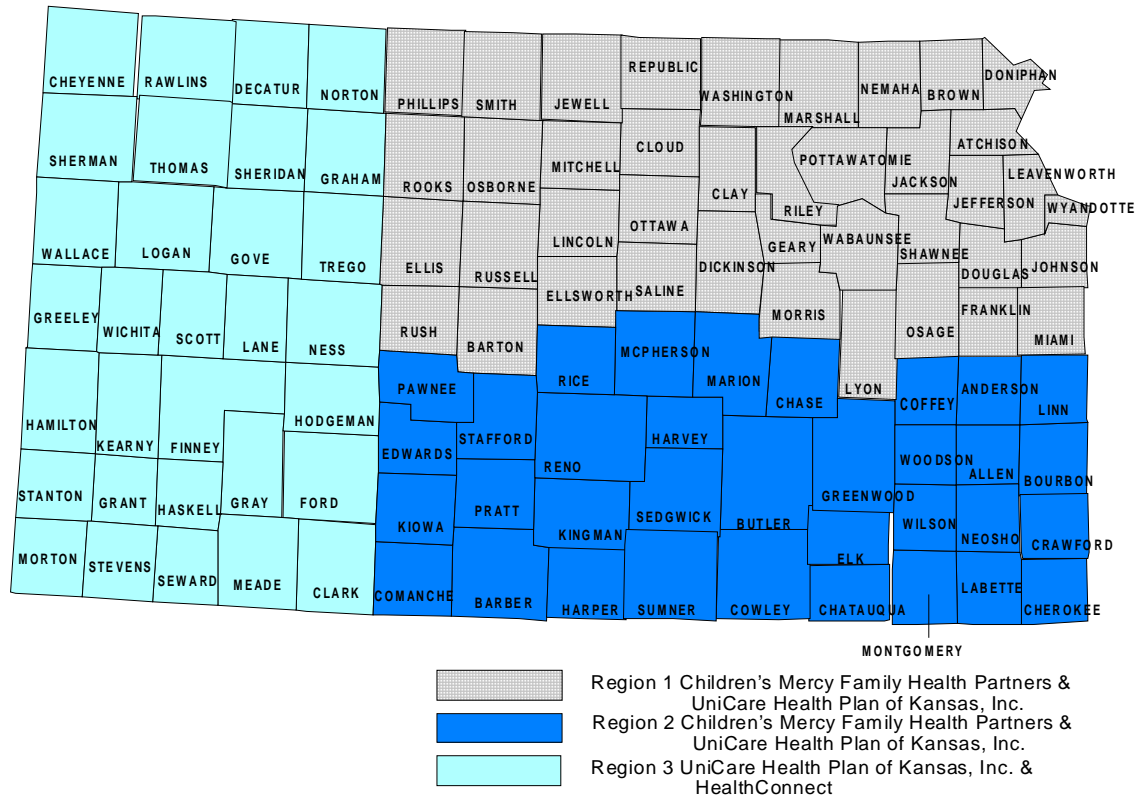 CHEYENNE
RAWLINS
DECATUR
NORTON
PHILLIPS
SMITH
JEWELL
REPUBLIC
WASHINGTON
MARSHALL
NEMAHA
BROWN
DONIPHAN
SHERMAN
THOMAS
SHERIDAN
GRAHAM
ROOKS
OSBORNE
MITCHELL
CLOUD
CLAY
POTTAWATOMIE
JACKSON
ATCHISON
LEAVENWORTH
JEFFERSON
WYANDOTTE
RILEY
WALLACE
LOGAN
GOVE
TREGO
ELLIS
RUSSELL
LINCOLN
OTTAWA
DICKINSON
GEARY
WABAUNSEE
SHAWNEE
DOUGLAS
JOHNSON
GREELEY
WICHITA
SCOTT
LANE
NESS
RUSH
BARTON
ELLSWORTH
SALINE
MORRIS
LYON
OSAGE
FRANKLIN
MIAMI
HAMILTON
KEARNY
FINNEY
HODGEMAN
PAWNEE
EDWARDS
STAFFORD
RICE
MCPHERSON
MARION
CHASE
COFFEY
ANDERSON
LINN
STANTON
GRANT
HASKELL
GRAY
FORD
KIOWA
PRATT
RENO
HARVEY
SEDGWICK
KINGMAN
BUTLER
GREENWOOD
WOODSON
ALLEN
BOURBON
WILSON
NEOSHO
CRAWFORD
MORTON
STEVENS
SEWARD
MEADE
CLARK
COMANCHE
BARBER
HARPER
SUMNER
COWLEY
ELK
CHATAUQUA
LABETTE
CHEROKEE
MONTGOMERY
Region 1 Children's Mercy Family Health Partners &
UniCare Health Plan of Kansas, Inc.
Region 2 Children's Mercy Family Health Partners &
UniCare Health Plan of Kansas, Inc.
Region 3 UniCare Health Plan of Kansas, Inc. &
HealthConnect